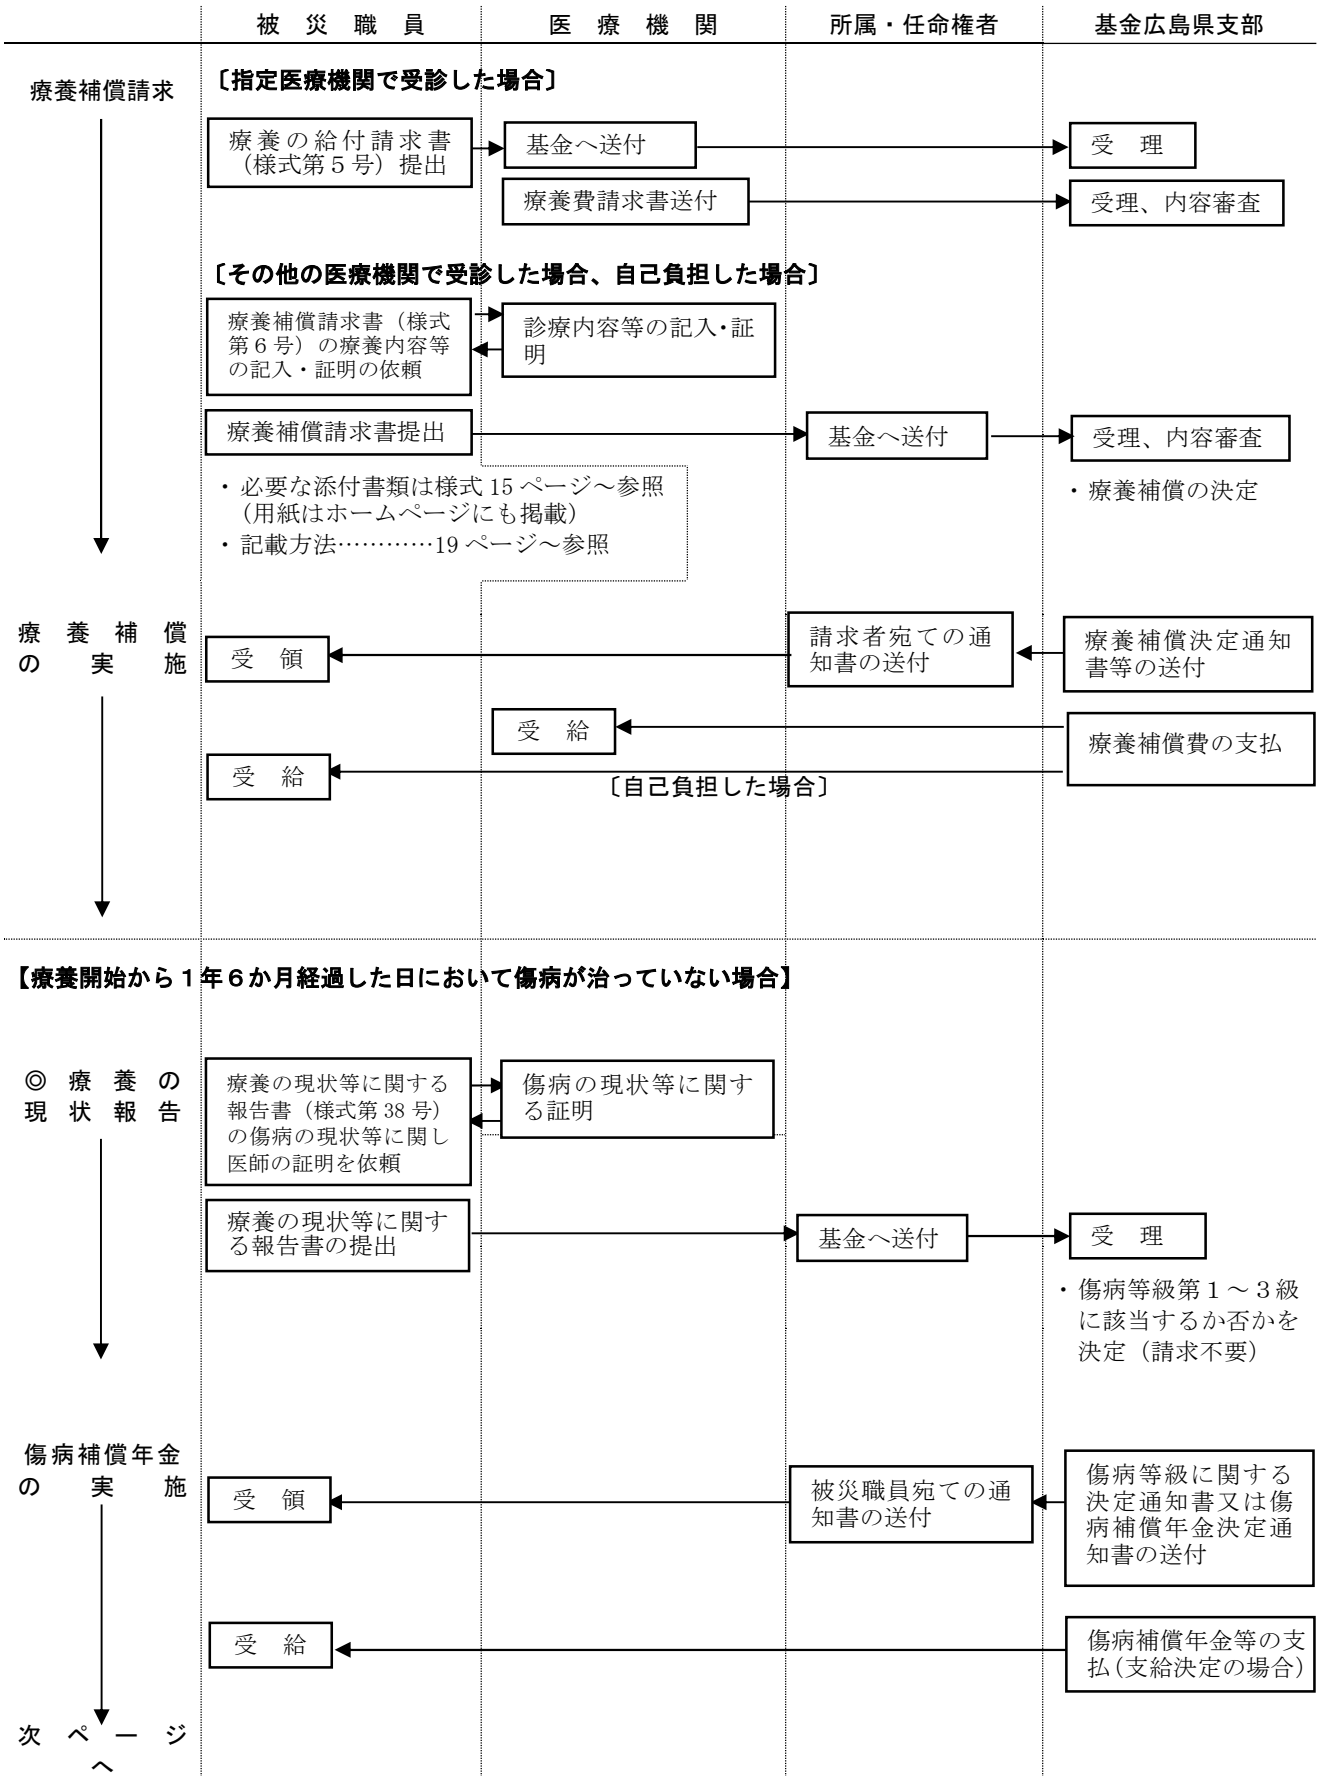 被災職員
医療機関
所属・任命権者
基金広島県支部
療養補償請求
〔指定医療機関で受診した場合〕
療養の給付請求書
（様式第５号）提出
基金へ送付
受　理
療養費請求書送付
受理、内容審査
〔その他の医療機関で受診した場合、自己負担した場合〕
療養補償請求書（様式
第６号）の療養内容等
の記入・証明の依頼
診療内容等の記入・証
明
療養補償請求書提出
基金へ送付
受理、内容審査
・必要な添付書類は様式 15 ページ～参照
（用紙はホームページにも掲載）
・記載方法…………19 ページ～参照
・療養補償の決定
療養補償
の実施
受　領
請求者宛ての通
知書の送付
療養補償決定通知
書等の送付
受　給
療養補償費の支払
受　給
〔自己負担した場合〕
【療養開始から１年６か月経過した日において傷病が治っていない場合】
◎療養の
現状報告
療養の現状等に関する
報告書（様式第 38 号）
の傷病の現状等に関し
医師の証明を依頼
傷病の現状等に関す
る証明
療養の現状等に関す
る報告書の提出
基金へ送付
受　理
・傷病等級第１～３級
に該当するか否かを
決定（請求不要）
傷病補償年金
の実施
受　領
被災職員宛ての通
知書の送付
傷病等級に関する
決定通知書又は傷
病補償年金決定通
知書の送付
受　給
傷病補償年金等の支
払（支給決定の場合）
次ページ
へ